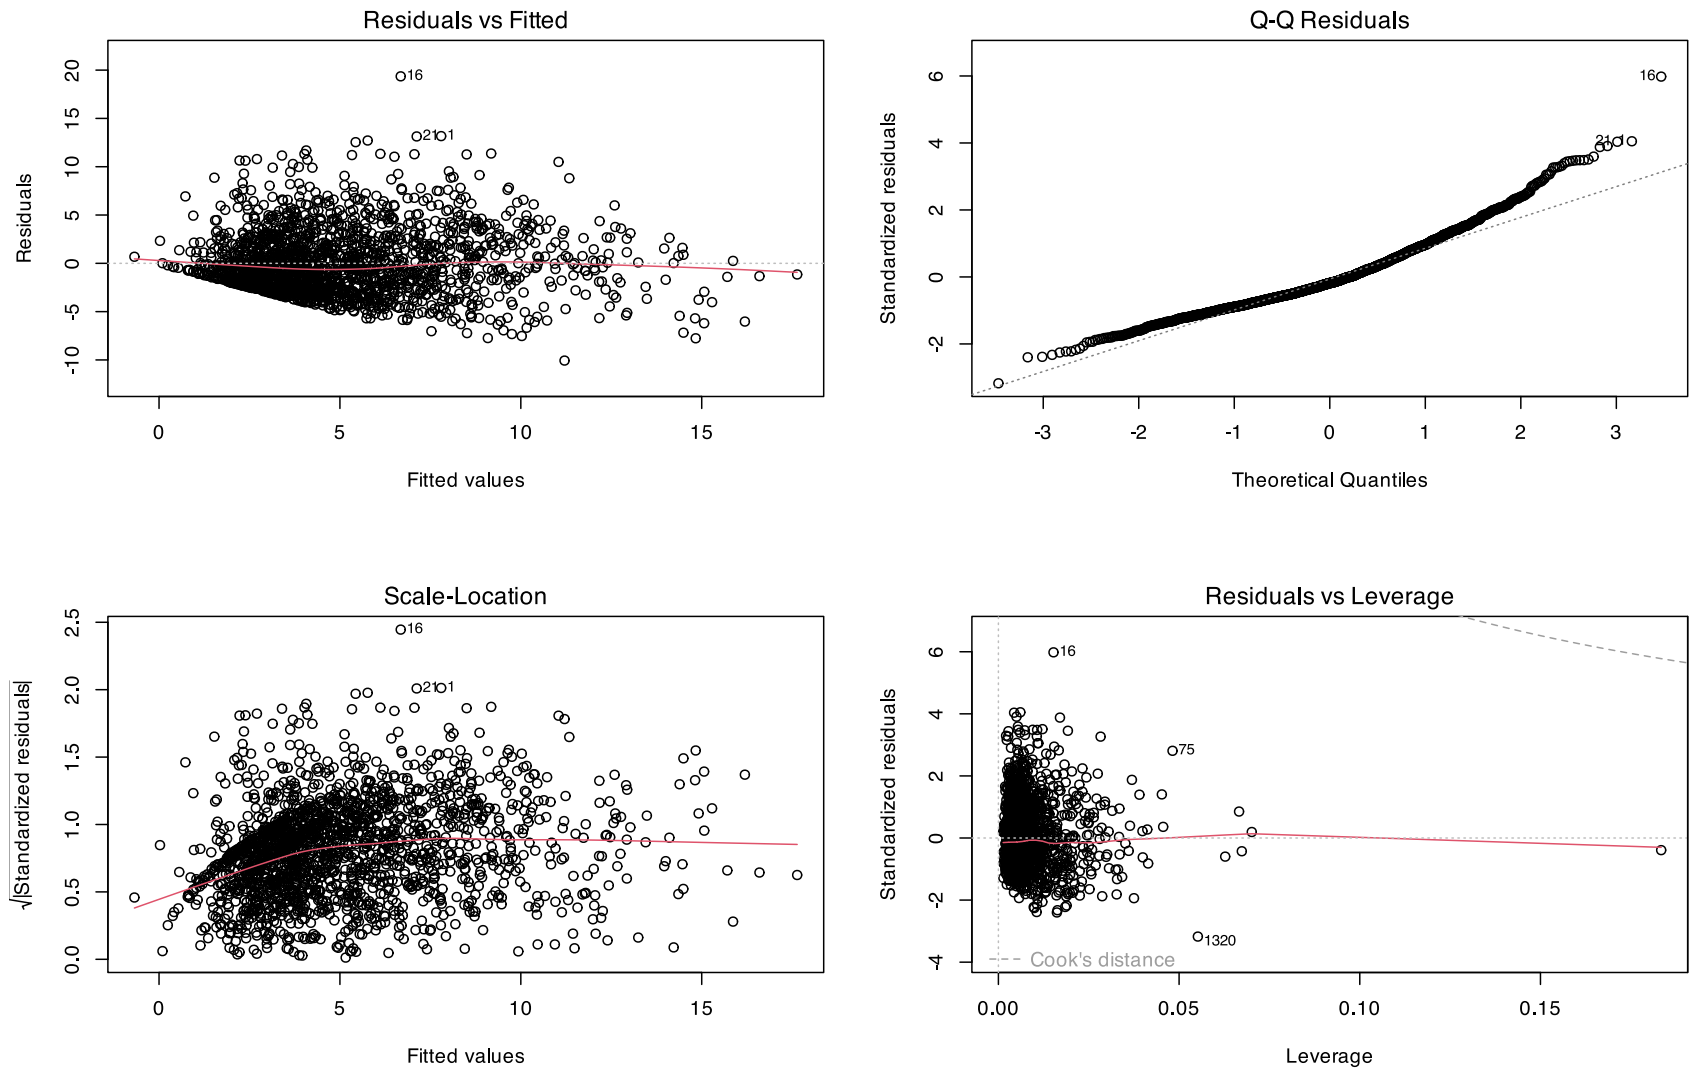 Residuals vs Fitted
Residuals
20
15
10
5
0
-5
-10
16
21 1
0 5 10 15
Fitted values
Q-Q Residuals
Standardized residuals
6
4
2
0
-2
16
21 1
-3 -2 -1 0 1 2 3
Theoretical Quantiles
Scale-Location
√|Standardized residuals|
2.5
2.0
1.5
1.0
0.5
0.0
16
21 1
0 5 10 15
Fitted values
Residuals vs Leverage
Standardized residuals
6
4
2
0
-2
-4
16
75
1320
Cook's distance
0.00 0.05 0.10 0.15
Leverage